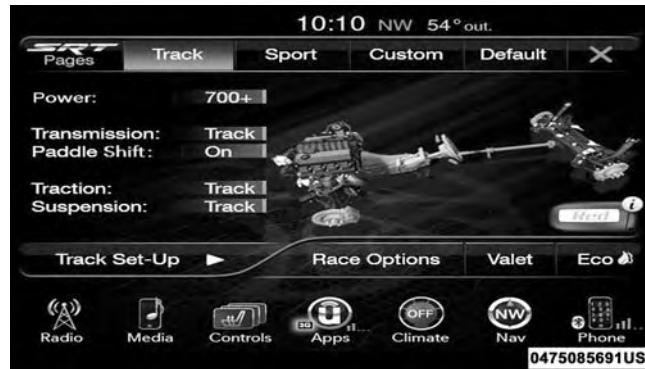 10:10 NW 54° out.
SRT Pages Track Sport Custom Default X
Power: 700+
Transmission: Track
Paddle Shift: On
Traction: Track
Suspension: Track
i
Red
Track Set-Up Race Options Valet Eco
U OFF NW
3G
Radio Media Controls Apps Climate Nav Phone
0475085691US